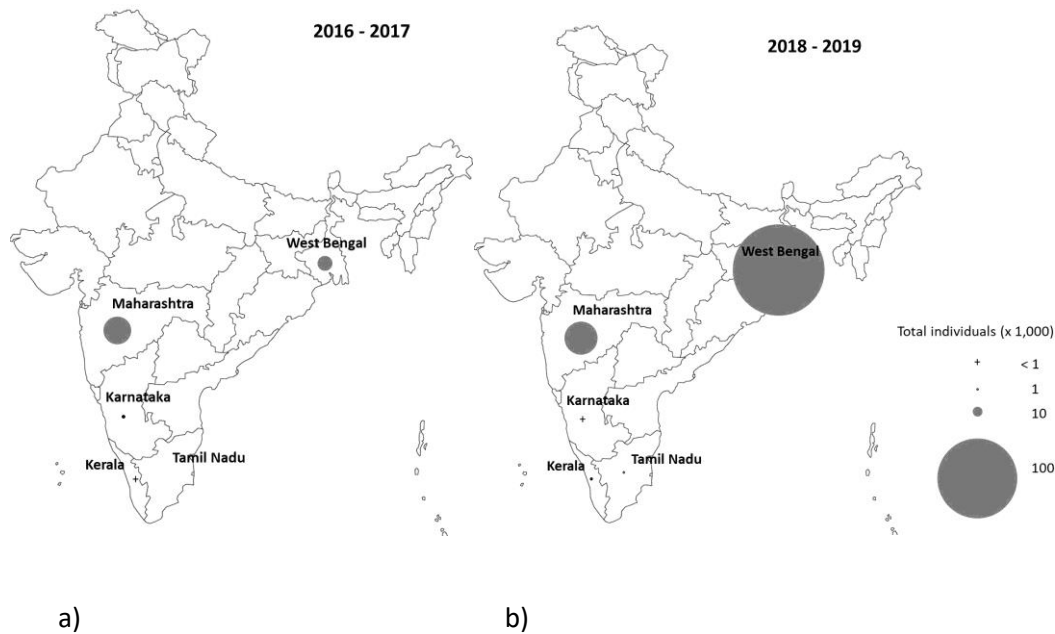 2016 - 2017
West Bengal
Maharashtra
Karnataka
Kerala
Tamil Nadu
2018 - 2019
West Bengal
Maharashtra
Karnataka
Kerala
Tamil Nadu
Total individuals (x 1,000)
+ < 1
1
10
100
a)
b)